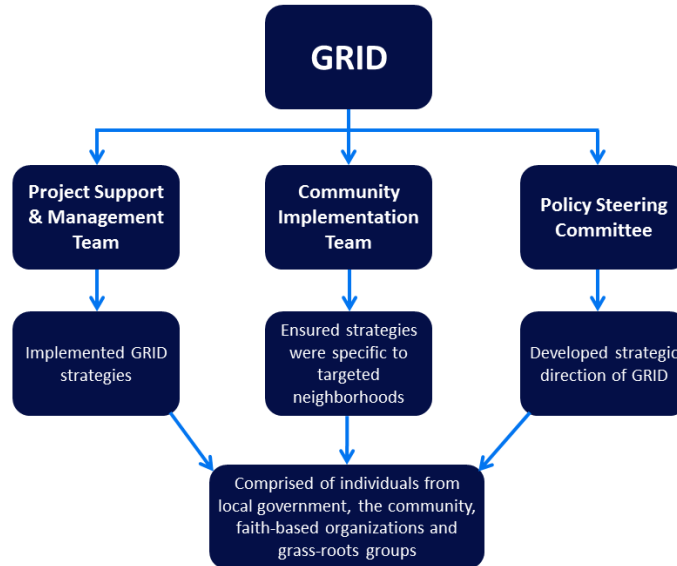 GRID
Project Support
& Management
Team
Community
Implementation
Team
Policy Steering
Committee
Implemented GRID
strategies
Ensured strategies
were specific to
targeted
neighborhoods
Developed strategic
direction of GRID
Comprised of individuals from
local government, the community,
faith-based organizations and
grass-roots groups